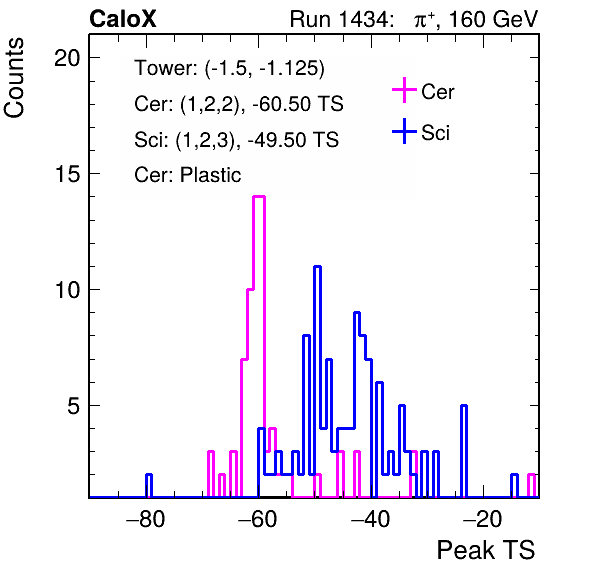 CaloX Run 1434: π⁺, 160 GeV
Counts
Tower: (-1.5, -1.125)
Cer: (1,2,2), -60.50 TS
Sci: (1,2,3), -49.50 TS
Cer: Plastic
Cer
Sci
20
15
10
5
−80 −60 −40 −20
Peak TS